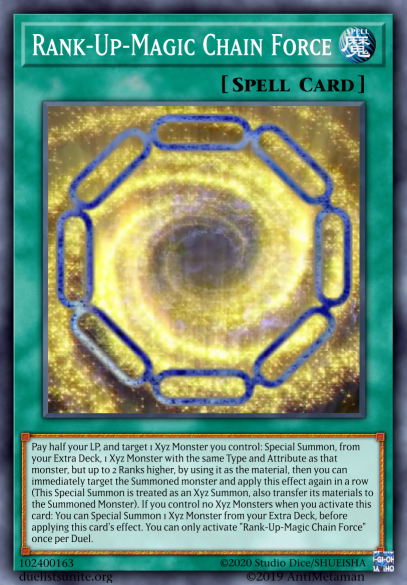 Rank-Up-Magic Chain Force
SPELL
魔
[ Spell Card ]
Pay half your LP, and target 1 Xyz Monster you control: Special Summon, from
your Extra Deck, 1 Xyz Monster with the same Type and Attribute as that
monster, but up to 2 Ranks higher, by using it as the material, then you can
immediately target the Summoned monster and apply this effect again in a row
(This Special Summon is treated as an Xyz Summon, also transfer its materials to
the Summoned Monster). If you control no Xyz Monsters when you activate this
card: You can Special Summon 1 Xyz Monster from your Extra Deck, before
applying this card's effect. You can only activate "Rank-Up-Magic Chain Force"
once per Duel.
102400163
©2020 Studio Dice/SHUEISHA
duelistsunite.org
©2019 AntiMetaman